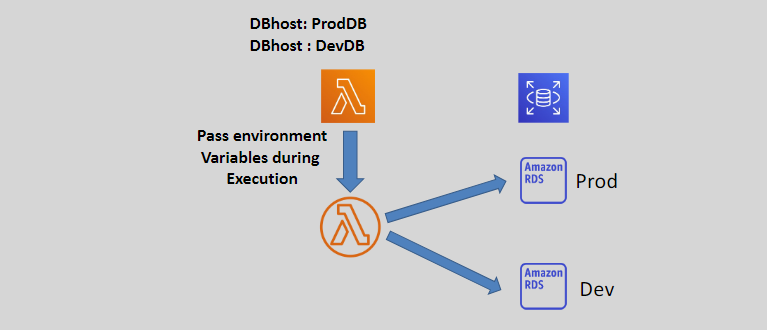 DBhost: ProdDB
DBhost : DevDB
Pass environment
Variables during
Execution
Amazon
RDS
Prod
Amazon
RDS
Dev